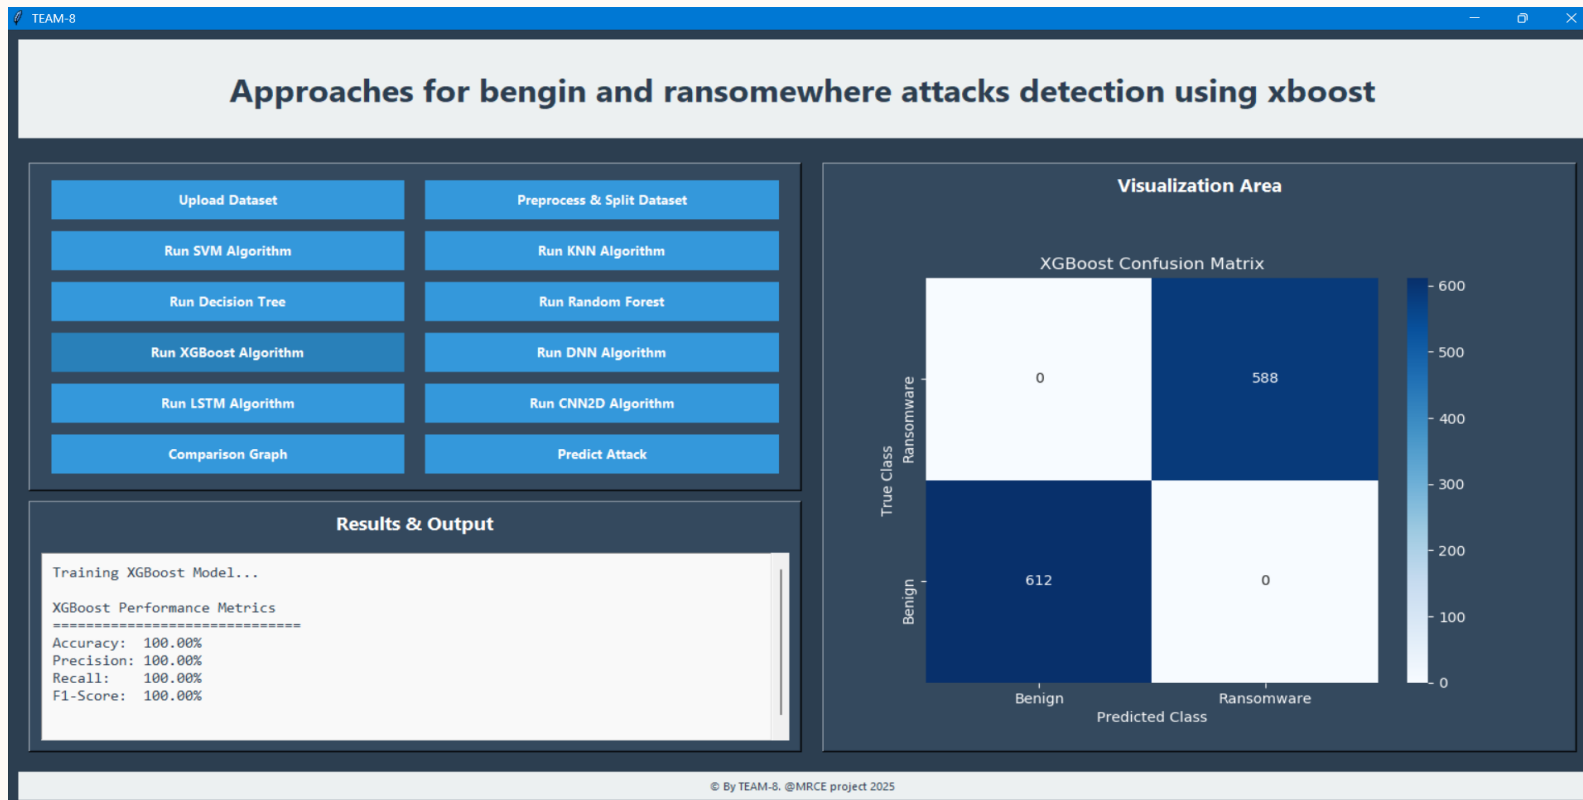 TEAM-8
Approaches for bengin and ransomewhere attacks detection using xboost
Upload Dataset
Preprocess & Split Dataset
Run SVM Algorithm
Run KNN Algorithm
Run Decision Tree
Run Random Forest
Run XGBoost Algorithm
Run DNN Algorithm
Run LSTM Algorithm
Run CNN2D Algorithm
Comparison Graph
Predict Attack
Results & Output
Training XGBoost Model...
XGBoost Performance Metrics
==============================
Accuracy:  100.00%
Precision: 100.00%
Recall:    100.00%
F1-Score:  100.00%
Visualization Area
XGBoost Confusion Matrix
True Class
Ransomware
Benign
0
588
612
0
Benign
Ransomware
Predicted Class
600
500
400
300
200
100
0
© By TEAM-8. @MRCE project 2025